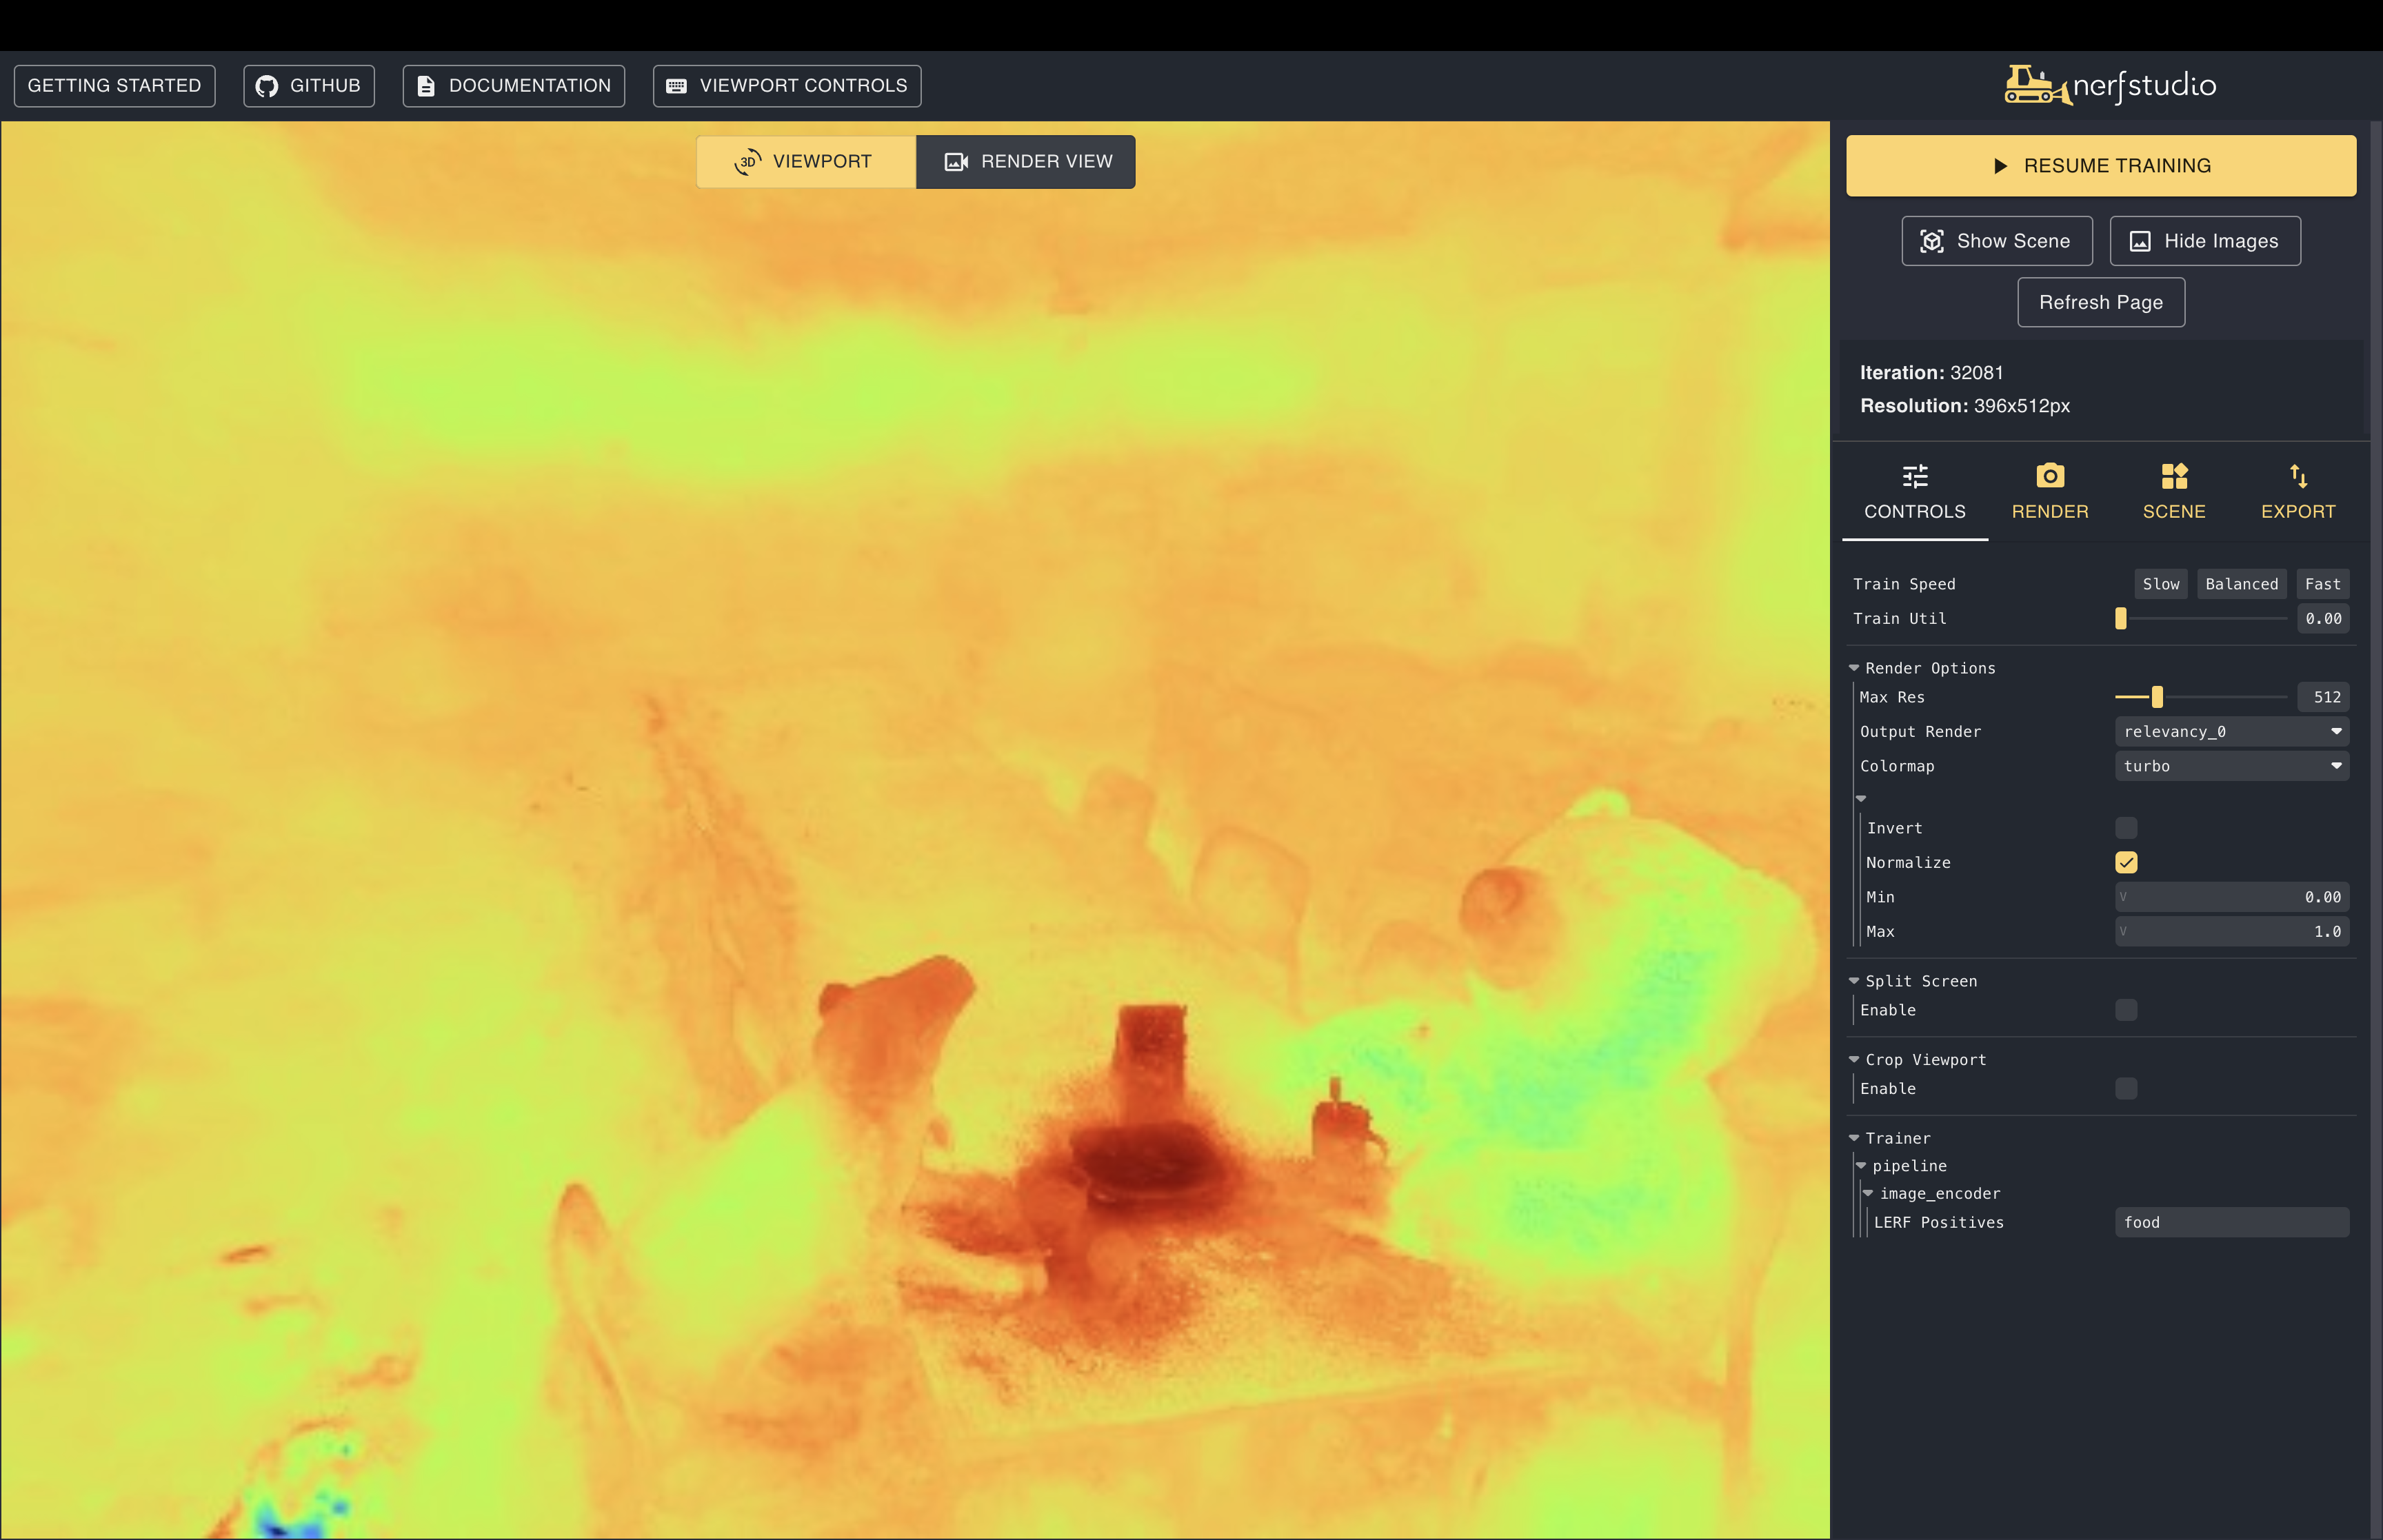 GETTING STARTED
GITHUB
DOCUMENTATION
VIEWPORT CONTROLS
nerfstudio
3D VIEWPORT
RENDER VIEW
RESUME TRAINING
Show Scene
Hide Images
Refresh Page
Iteration: 32081
Resolution: 396x512px
CONTROLS
RENDER
SCENE
EXPORT
Train Speed Slow Balanced Fast
Train Util 0.00
Render Options
Max Res 512
Output Render relevancy_0
Colormap turbo
Invert
Normalize
Min V 0.00
Max V 1.0
Split Screen
Enable
Crop Viewport
Enable
Trainer
pipeline
image_encoder
LERF Positives food